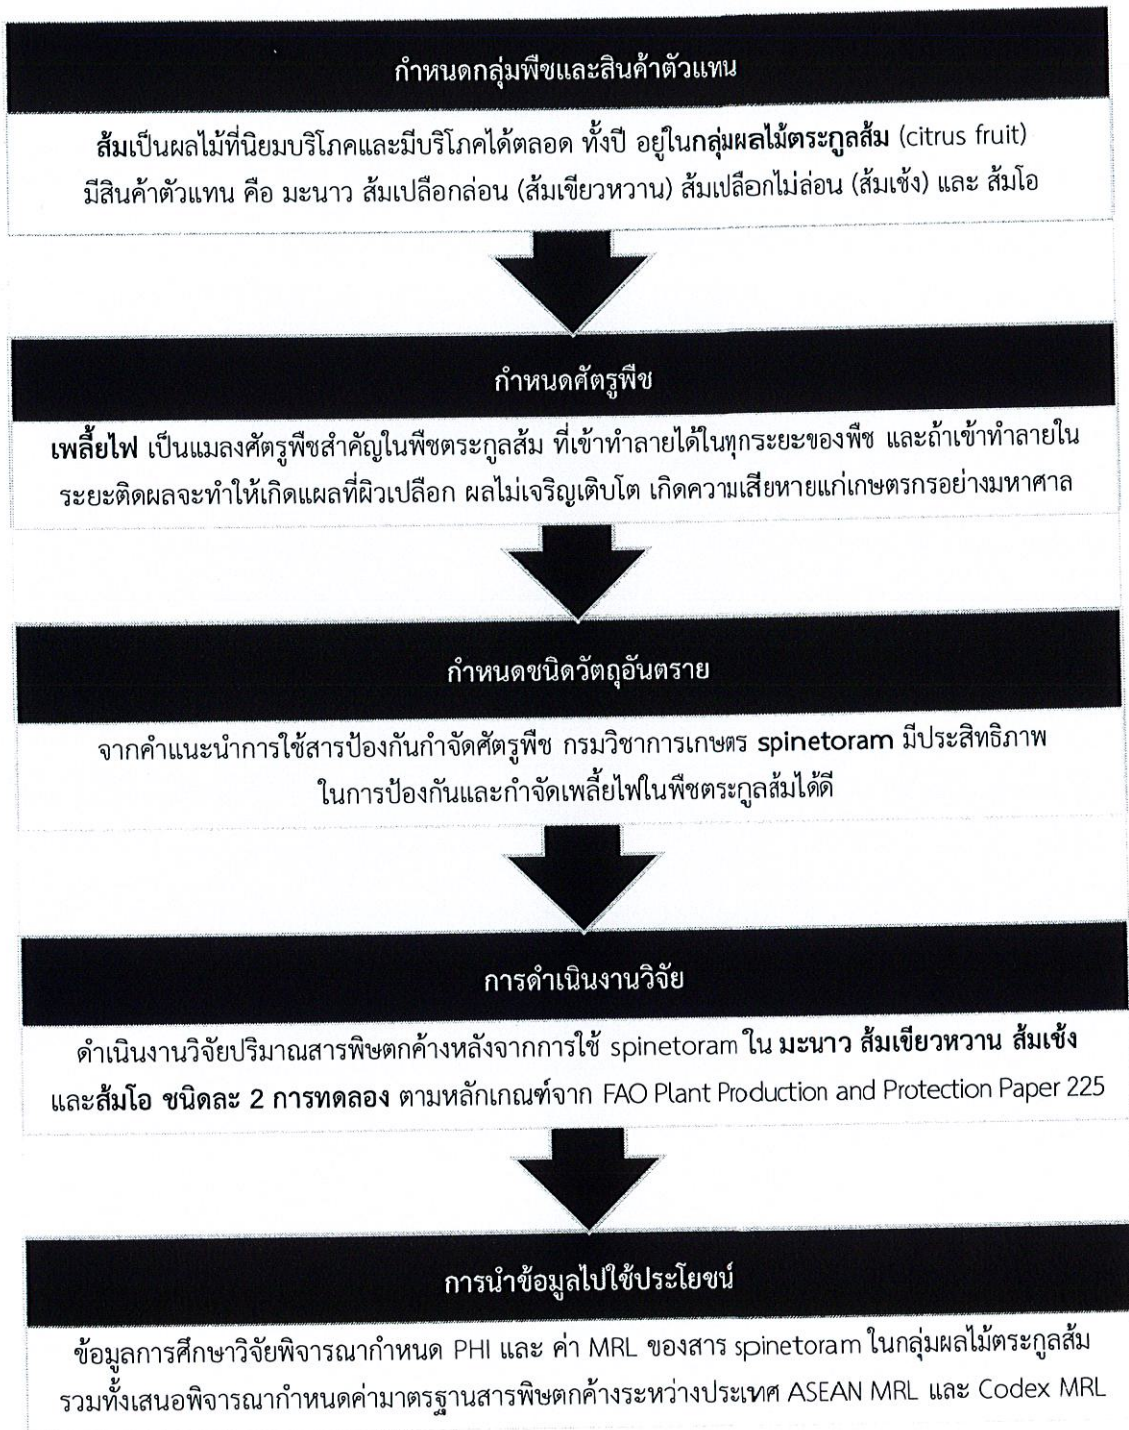 กำหนดกลุ่มพืชและสินค้าตัวแทน
ส้มเป็นผลไม้ที่นิยมบริโภคและมีบริโภคได้ตลอด ทั้งปี อยู่ในกลุ่มผลไม้ตระกูลส้ม (citrus fruit)
มีสินค้าตัวแทน คือ มะนาว ส้มเปลือกล่อน (ส้มเขียวหวาน) ส้มเปลือกไม่ล่อน (ส้มเช้ง) และ ส้มโอ
กำหนดศัตรูพืช
เพลี้ยไฟ เป็นแมลงศัตรูพืชสำคัญในพืชตระกูลส้ม ที่เข้าทำลายได้ในทุกระยะของพืช และถ้าเข้าทำลายใน
ระยะติดผลจะทำให้เกิดแผลที่ผิวเปลือก ผลไม่เจริญเติบโต เกิดความเสียหายแก่เกษตรกรอย่างมหาศาล
กำหนดชนิดวัตถุอันตราย
จากคำแนะนำการใช้สารป้องกันกำจัดศัตรูพืช กรมวิชาการเกษตร spinetoram มีประสิทธิภาพ
ในการป้องกันและกำจัดเพลี้ยไฟในพืชตระกูลส้มได้ดี
การดำเนินงานวิจัย
ดำเนินงานวิจัยปริมาณสารพิษตกค้างหลังจากการใช้ spinetoram ใน มะนาว ส้มเขียวหวาน ส้มเช้ง
และส้มโอ ชนิดละ 2 การทดลอง ตามหลักเกณฑ์จาก FAO Plant Production and Protection Paper 225
การนำข้อมูลไปใช้ประโยชน์
ข้อมูลการศึกษาวิจัยพิจารณากำหนด PHI และ ค่า MRL ของสาร spinetoram ในกลุ่มผลไม้ตระกูลส้ม
รวมทั้งเสนอพิจารณากำหนดค่ามาตรฐานสารพิษตกค้างระหว่างประเทศ ASEAN MRL และ Codex MRL